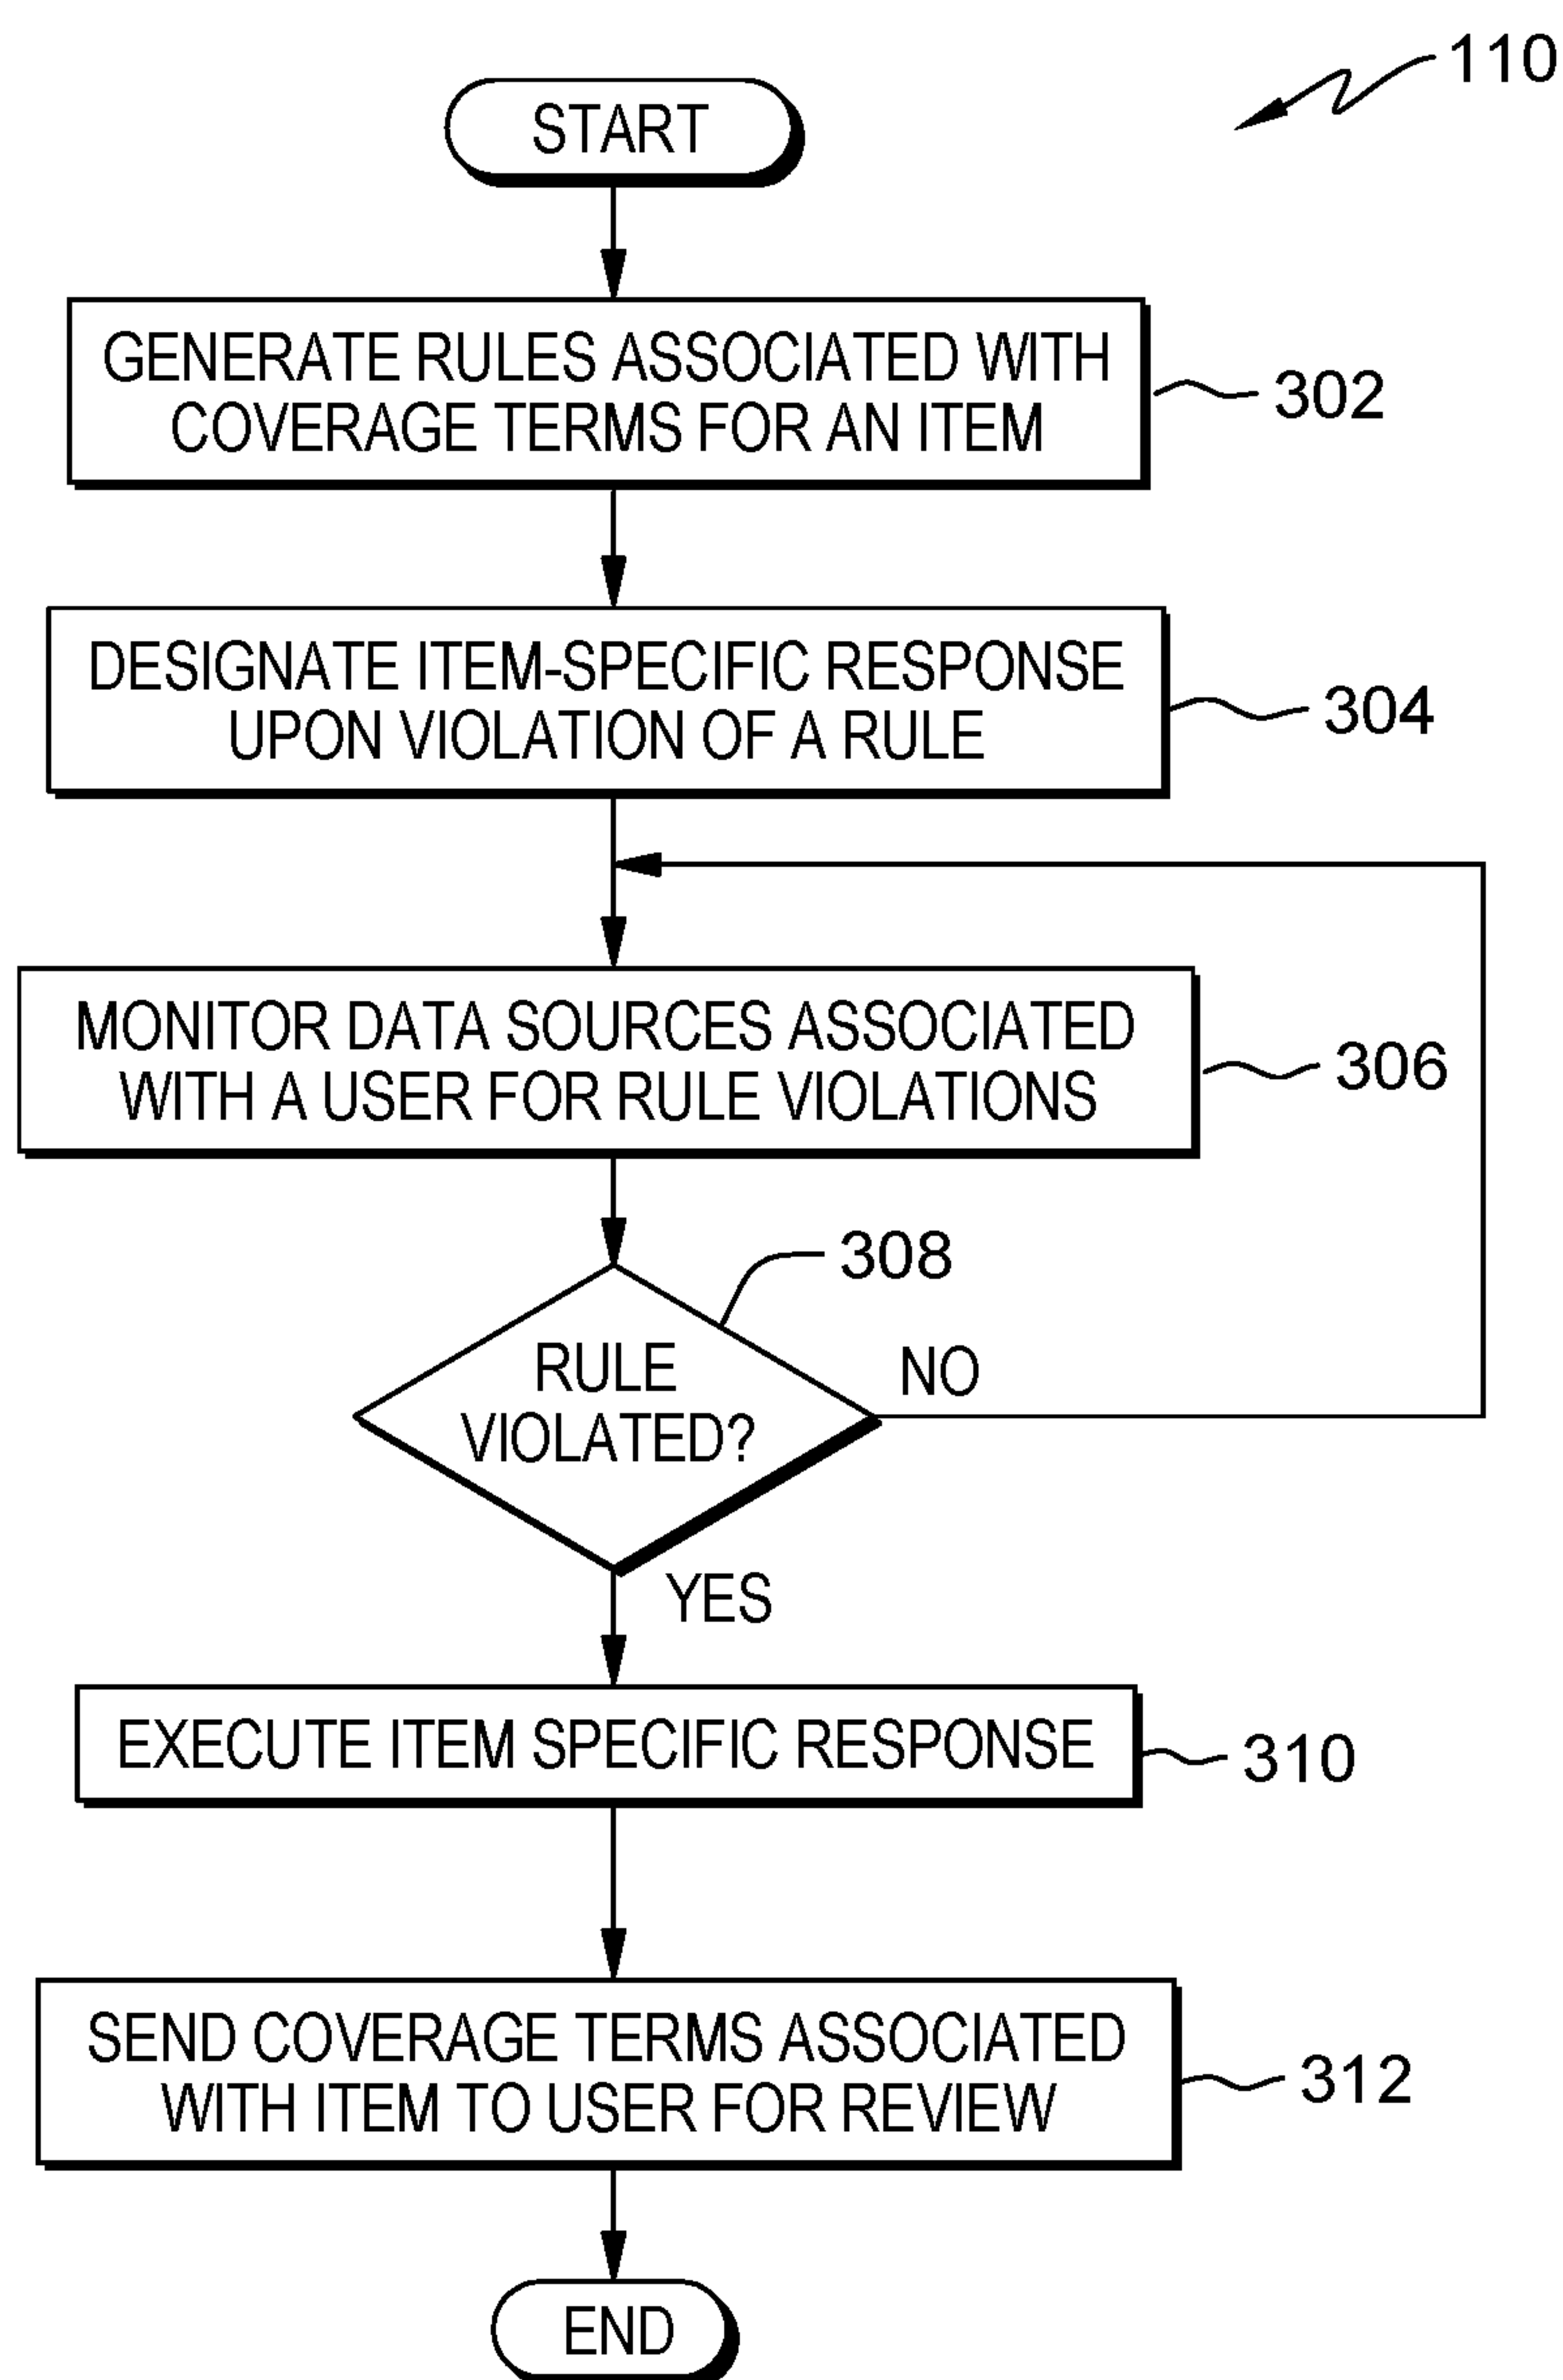 110
START
GENERATE RULES ASSOCIATED WITH
COVERAGE TERMS FOR AN ITEM
302
DESIGNATE ITEM-SPECIFIC RESPONSE
UPON VIOLATION OF A RULE
304
MONITOR DATA SOURCES ASSOCIATED
WITH A USER FOR RULE VIOLATIONS
306
308
RULE
VIOLATED?
NO
YES
EXECUTE ITEM SPECIFIC RESPONSE
310
SEND COVERAGE TERMS ASSOCIATED
WITH ITEM TO USER FOR REVIEW
312
END